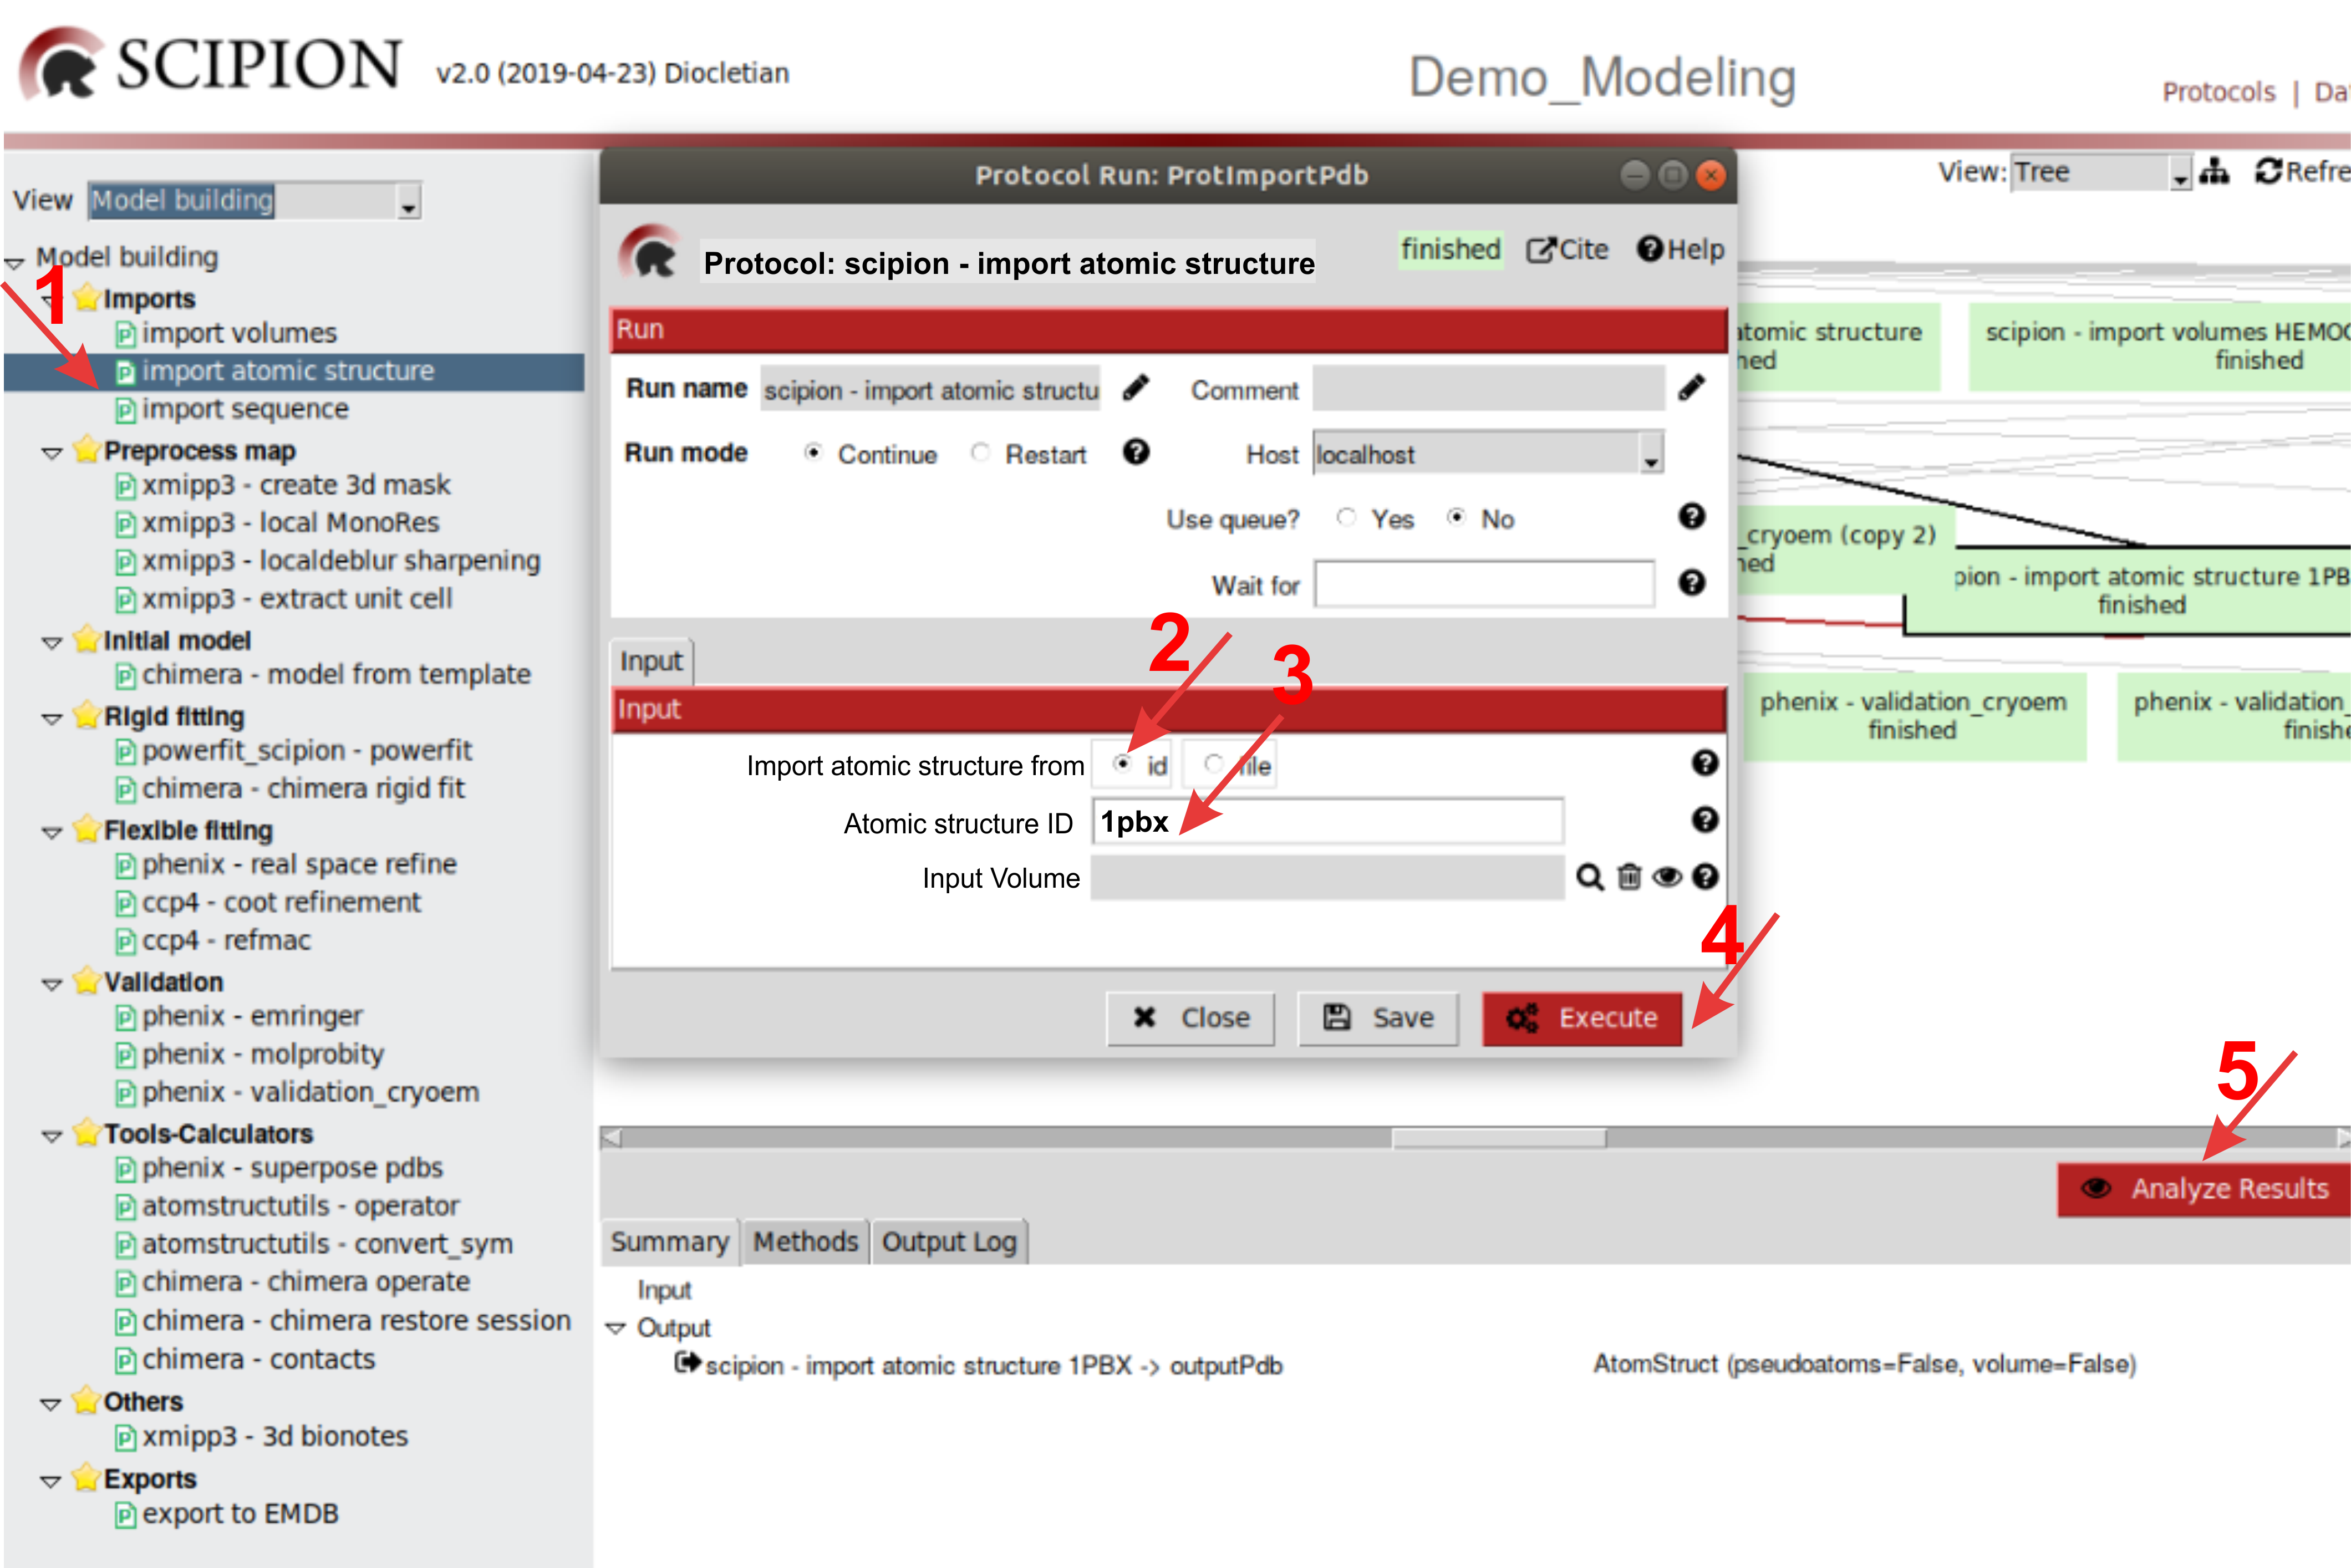 SCIPION v2.0 (2019-04-23) Diocletian
Demo_Modeling
Protocols | Da
View Model building
Model building
1
Imports
import volumes
import atomic structure
import sequence
Preprocess map
xmipp3 - create 3d mask
xmipp3 - local MonoRes
xmipp3 - localdeblur sharpening
xmipp3 - extract unit cell
Initial model
chimera - model from template
Rigid fitting
powerfit_scipion - powerfit
chimera - chimera rigid fit
Flexible fitting
phenix - real space refine
ccp4 - coot refinement
ccp4 - refmac
Validation
phenix - emringer
phenix - molprobity
phenix - validation_cryoem
Tools-Calculators
phenix - superpose pdbs
atomstructutils - operator
atomstructutils - convert_sym
chimera - chimera operate
chimera - chimera restore session
chimera - contacts
Others
xmipp3 - 3d bionotes
Exports
export to EMDB
Protocol Run: ProtImportPdb
Protocol: scipion - import atomic structure
finished Cite Help
Run
Run name scipion - import atomic structu Comment
Run mode Continue Restart Host localhost
Use queue? Yes No
Wait for
2
3
Input
Input
Import atomic structure from id file
Atomic structure ID 1pbx
Input Volume
4
Close Save Execute
View: Tree Refre
atomic structure
hed
scipion - import volumes HEMOG
finished
_cryoem (copy 2)
hed
pion - import atomic structure 1PB
finished
phenix - validation_cryoem
finished
phenix - validation_
finishe
5
Analyze Results
Summary Methods Output Log
Input
Output
scipion - import atomic structure 1PBX -> outputPdb AtomStruct (pseudoatoms=False, volume=False)